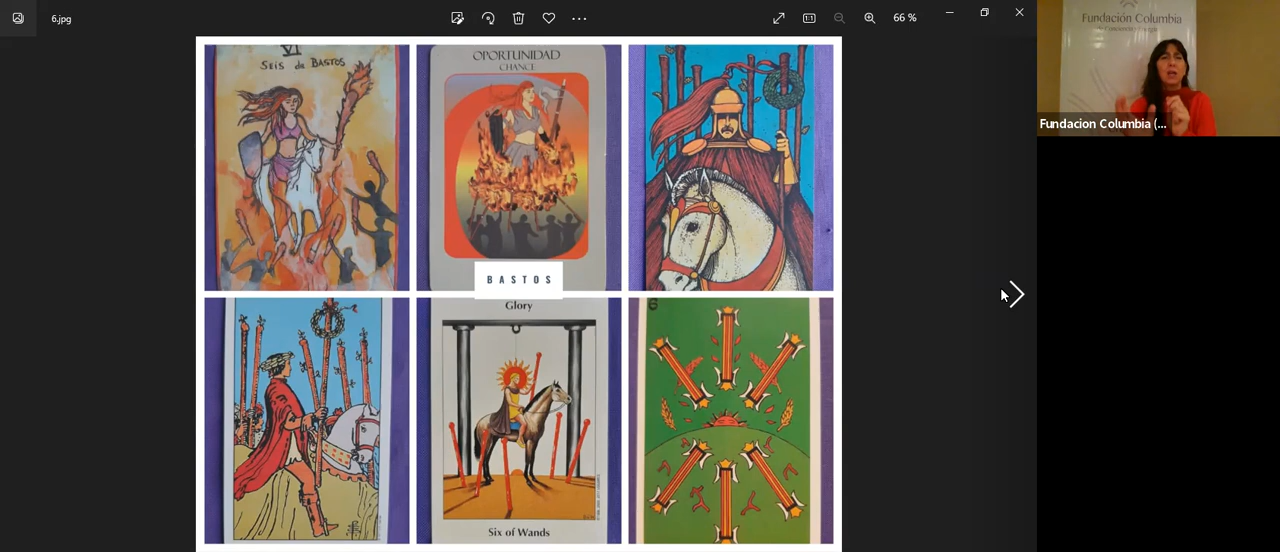 6.jpg
66 %
VI
SEIS de BASTOS
OPORTUNIDAD
CHANCE
BASTOS
Glory
Six of Wands
6
Fundación Columbia
Fundacion Columbia (...